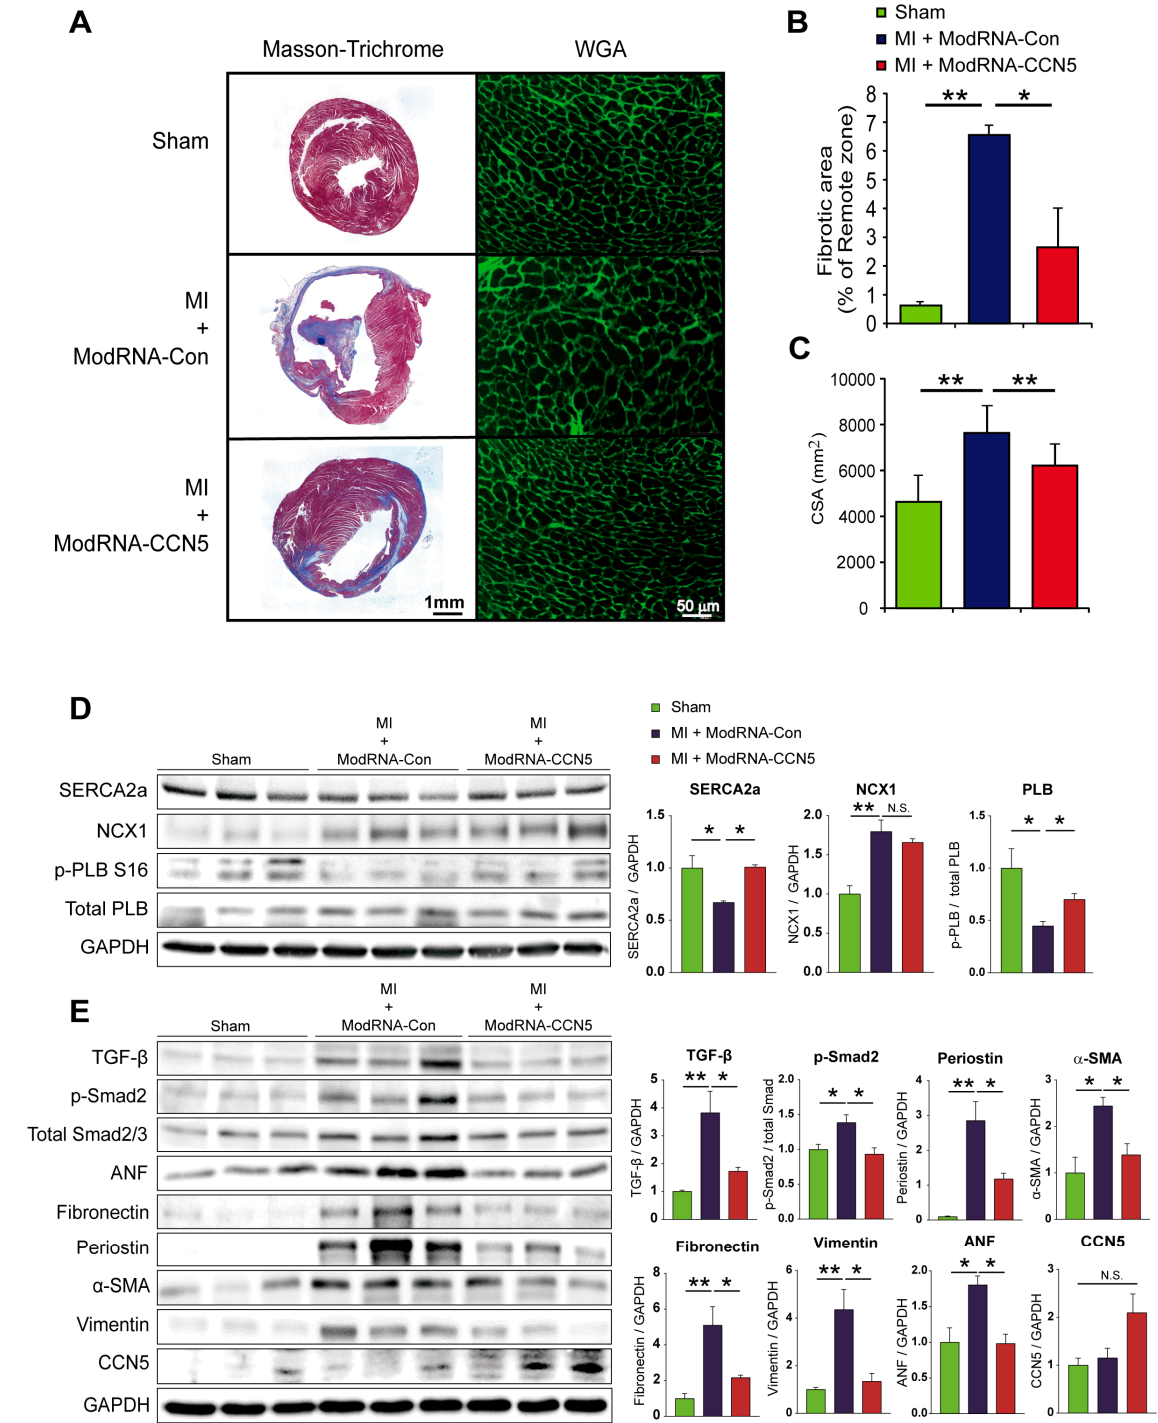 A
Masson-Trichrome
WGA
Sham
MI
+
ModRNA-Con
MI
+
ModRNA-CCN5
1mm
50 µm
B
Sham
MI + ModRNA-Con
MI + ModRNA-CCN5
Fibrotic area
(% of Remote zone)
8
7
6
5
4
3
2
1
0
** *
C
CSA (mm²)
10000
8000
6000
4000
2000
0
** **
D
Sham
MI
+
ModRNA-Con
MI
+
ModRNA-CCN5
SERCA2a
NCX1
p-PLB S16
Total PLB
GAPDH
Sham
MI + ModRNA-Con
MI + ModRNA-CCN5
SERCA2a
SERCA2a / GAPDH
1.5
1.0
0.5
0.0
* *
NCX1
NCX1 / GAPDH
2.0
1.5
1.0
0.5
0.0
** N.S.
PLB
p-PLB / total PLB
1.5
1.0
0.5
0.0
* *
E
Sham
MI
+
ModRNA-Con
MI
+
ModRNA-CCN5
TGF-β
p-Smad2
Total Smad2/3
ANF
Fibronectin
Periostin
α-SMA
Vimentin
CCN5
GAPDH
TGF-β
TGF-β / GAPDH
5
4
3
2
1
0
** *
p-Smad2
p-Smad2 / total Smad
2.0
1.5
1.0
0.5
0.0
* *
Periostin
Periostin / GAPDH
4
3
2
1
0
** *
α-SMA
α-SMA / GAPDH
3
2
1
0
* *
Fibronectin
Fibronectin / GAPDH
8
6
4
2
0
** *
Vimentin
Vimentin / GAPDH
6
4
2
0
** *
ANF
ANF / GAPDH
2.0
1.5
1.0
0.5
0.0
* *
CCN5
CCN5 / GAPDH
3
2
1
0
N.S.